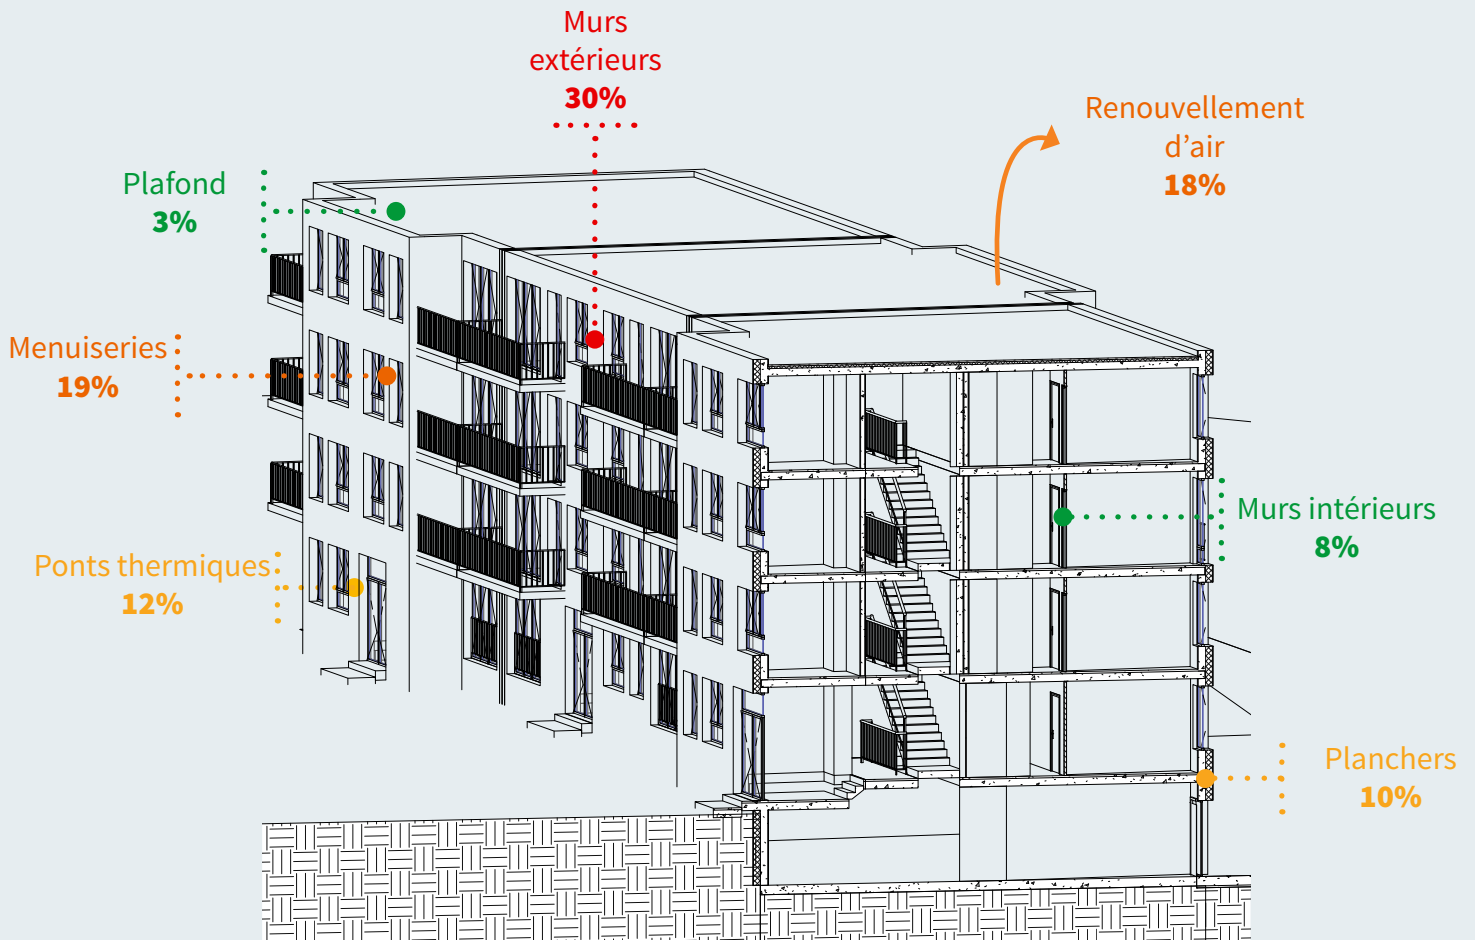 Murs
extérieurs
30%
Renouvellement
d’air
18%
Plafond
3%
Menuiseries
19%
Murs intérieurs
8%
Ponts thermiques
12%
Planchers
10%